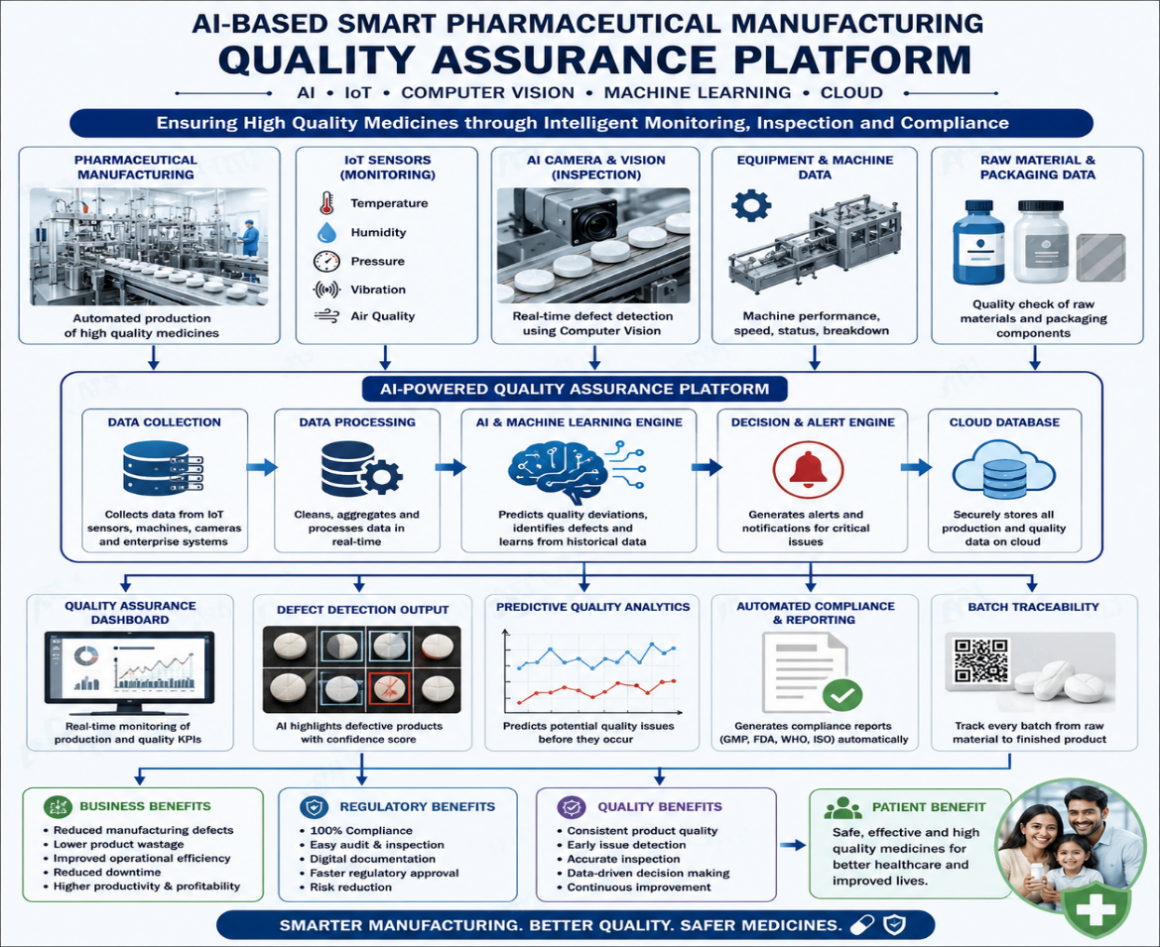 AI-BASED SMART PHARMACEUTICAL MANUFACTURING
QUALITY ASSURANCE PLATFORM
AI • IoT • COMPUTER VISION • MACHINE LEARNING • CLOUD
Ensuring High Quality Medicines through Intelligent Monitoring, Inspection and Compliance
PHARMACEUTICAL
MANUFACTURING
Automated production
of high quality medicines
IoT SENSORS
(MONITORING)
Temperature
Humidity
Pressure
Vibration
Air Quality
AI CAMERA & VISION
(INSPECTION)
Real-time defect detection
using Computer Vision
EQUIPMENT & MACHINE
DATA
Machine performance,
speed, status, breakdown
RAW MATERIAL &
PACKAGING DATA
Quality check of raw
materials and packaging
components
AI-POWERED QUALITY ASSURANCE PLATFORM
DATA COLLECTION
Collects data from IoT
sensors, machines, cameras
and enterprise systems
DATA PROCESSING
Cleans, aggregates and
processes data in
real-time
AI & MACHINE LEARNING ENGINE
Predicts quality deviations,
identifies defects and
learns from historical data
DECISION & ALERT ENGINE
Generates alerts and
notifications for critical
issues
CLOUD DATABASE
Securely stores all
production and quality
data on cloud
QUALITY ASSURANCE
DASHBOARD
Real-time monitoring of
production and quality KPIs
DEFECT DETECTION OUTPUT
AI highlights defective products
with confidence score
PREDICTIVE QUALITY ANALYTICS
Predicts potential quality issues
before they occur
AUTOMATED COMPLIANCE
& REPORTING
Generates compliance reports
(GMP, FDA, WHO, ISO) automatically
BATCH TRACEABILITY
Track every batch from raw
material to finished product
BUSINESS BENEFITS
• Reduced manufacturing defects
• Lower product wastage
• Improved operational efficiency
• Reduced downtime
• Higher productivity & profitability
REGULATORY BENEFITS
• 100% Compliance
• Easy audit & inspection
• Digital documentation
• Faster regulatory approval
• Risk reduction
QUALITY BENEFITS
• Consistent product quality
• Early issue detection
• Accurate inspection
• Data-driven decision making
• Continuous improvement
PATIENT BENEFIT
Safe, effective and high
quality medicines for
better healthcare and
improved lives.
SMARTER MANUFACTURING. BETTER QUALITY. SAFER MEDICINES.